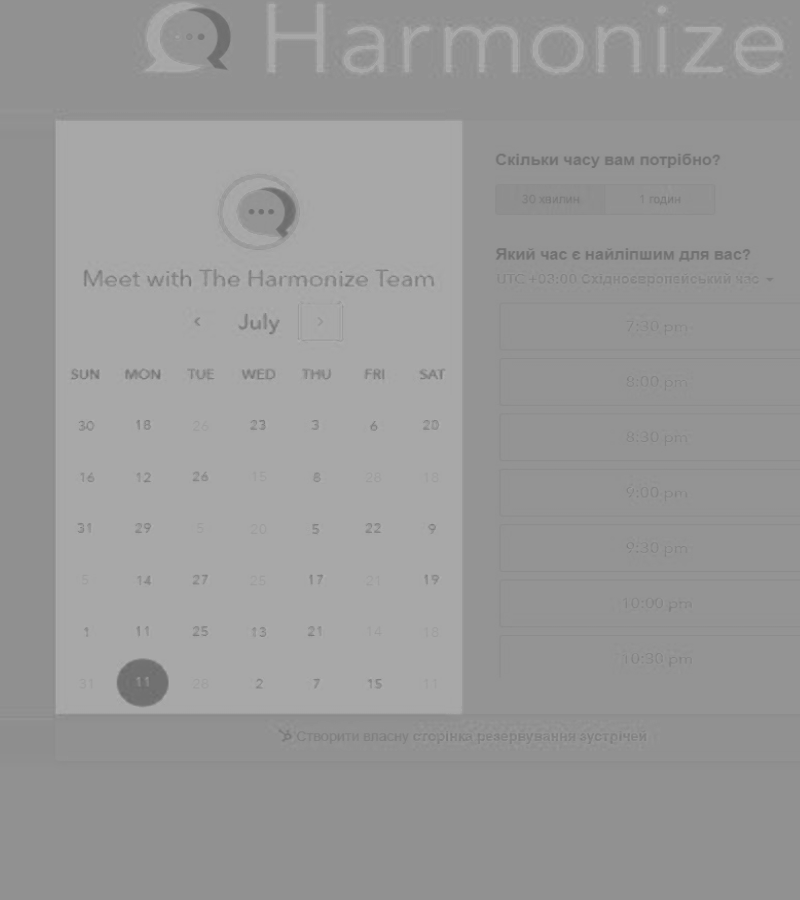 Harmonize
Meet with The Harmonize Team
July
SUN MON TUE WED THU FRI SAT
30 18 26 23 3 6 20
16 12 26 15 8 28 13
31 29 5 20 5 22 9
5 14 27 25 17 21 19
1 11 25 13 21 14 18
31 11 28 2 7 15 11
Скільки часу вам потрібно?
30 хвилин 1 годин
Який час є найліпшим для вас?
UTC +03:00 Східноєвропейський час
7:30 pm
8:00 pm
8:30 pm
9:00 pm
9:30 pm
10:00 pm
10:30 pm
Створити власну сторінка резервування зустрічей